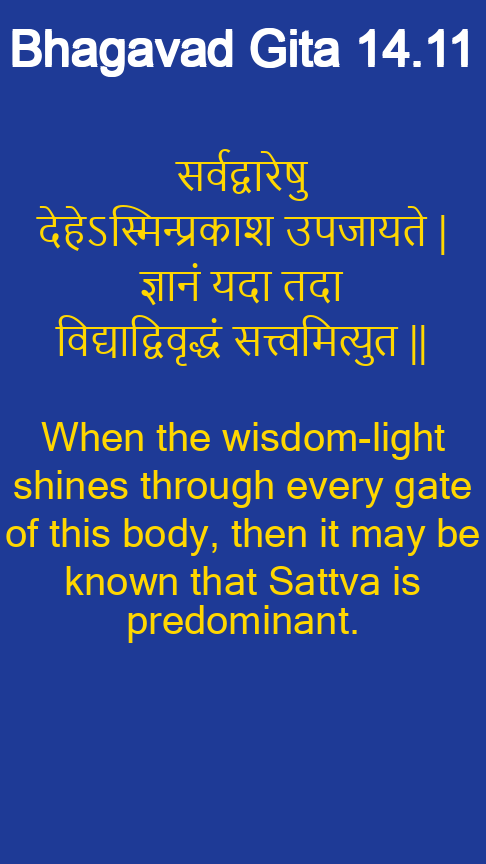 Bhagavad Gita 14.11
सर्वद्वारेषु
देहेऽस्मिन्प्रकाश उपजायते |
ज्ञानं यदा तदा
विद्याद्विवृद्धं सत्त्वमित्युत ||
When the wisdom-light
shines through every gate
of this body, then it may be
known that Sattva is
predominant.